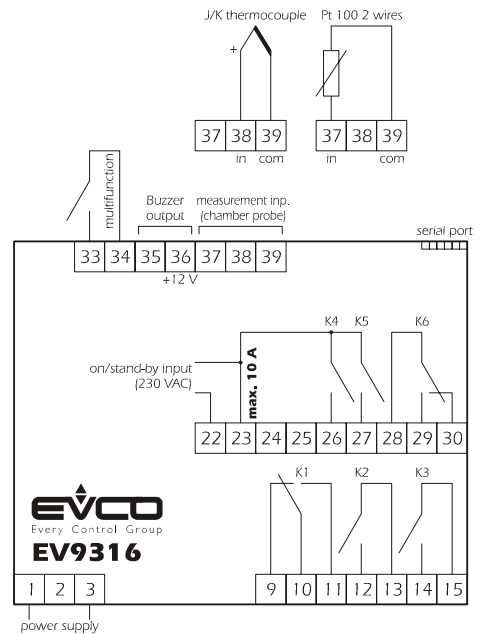 J/K thermocouple Pt 100 2 wires
+
37 38 39 37 38 39
in com in com
multifunction
Buzzer output
measurement inp. (chamber probe)
serial port
33 34 35 36 37 38 39
+12 V
K4 K5 K6
on/stand-by input
(230 VAC)
max. 10 A
22 23 24 25 26 27 28 29 30
K1 K2 K3
EVCO
Every Control Group
EV9316
1 2 3 9 10 11 12 13 14 15
power supply